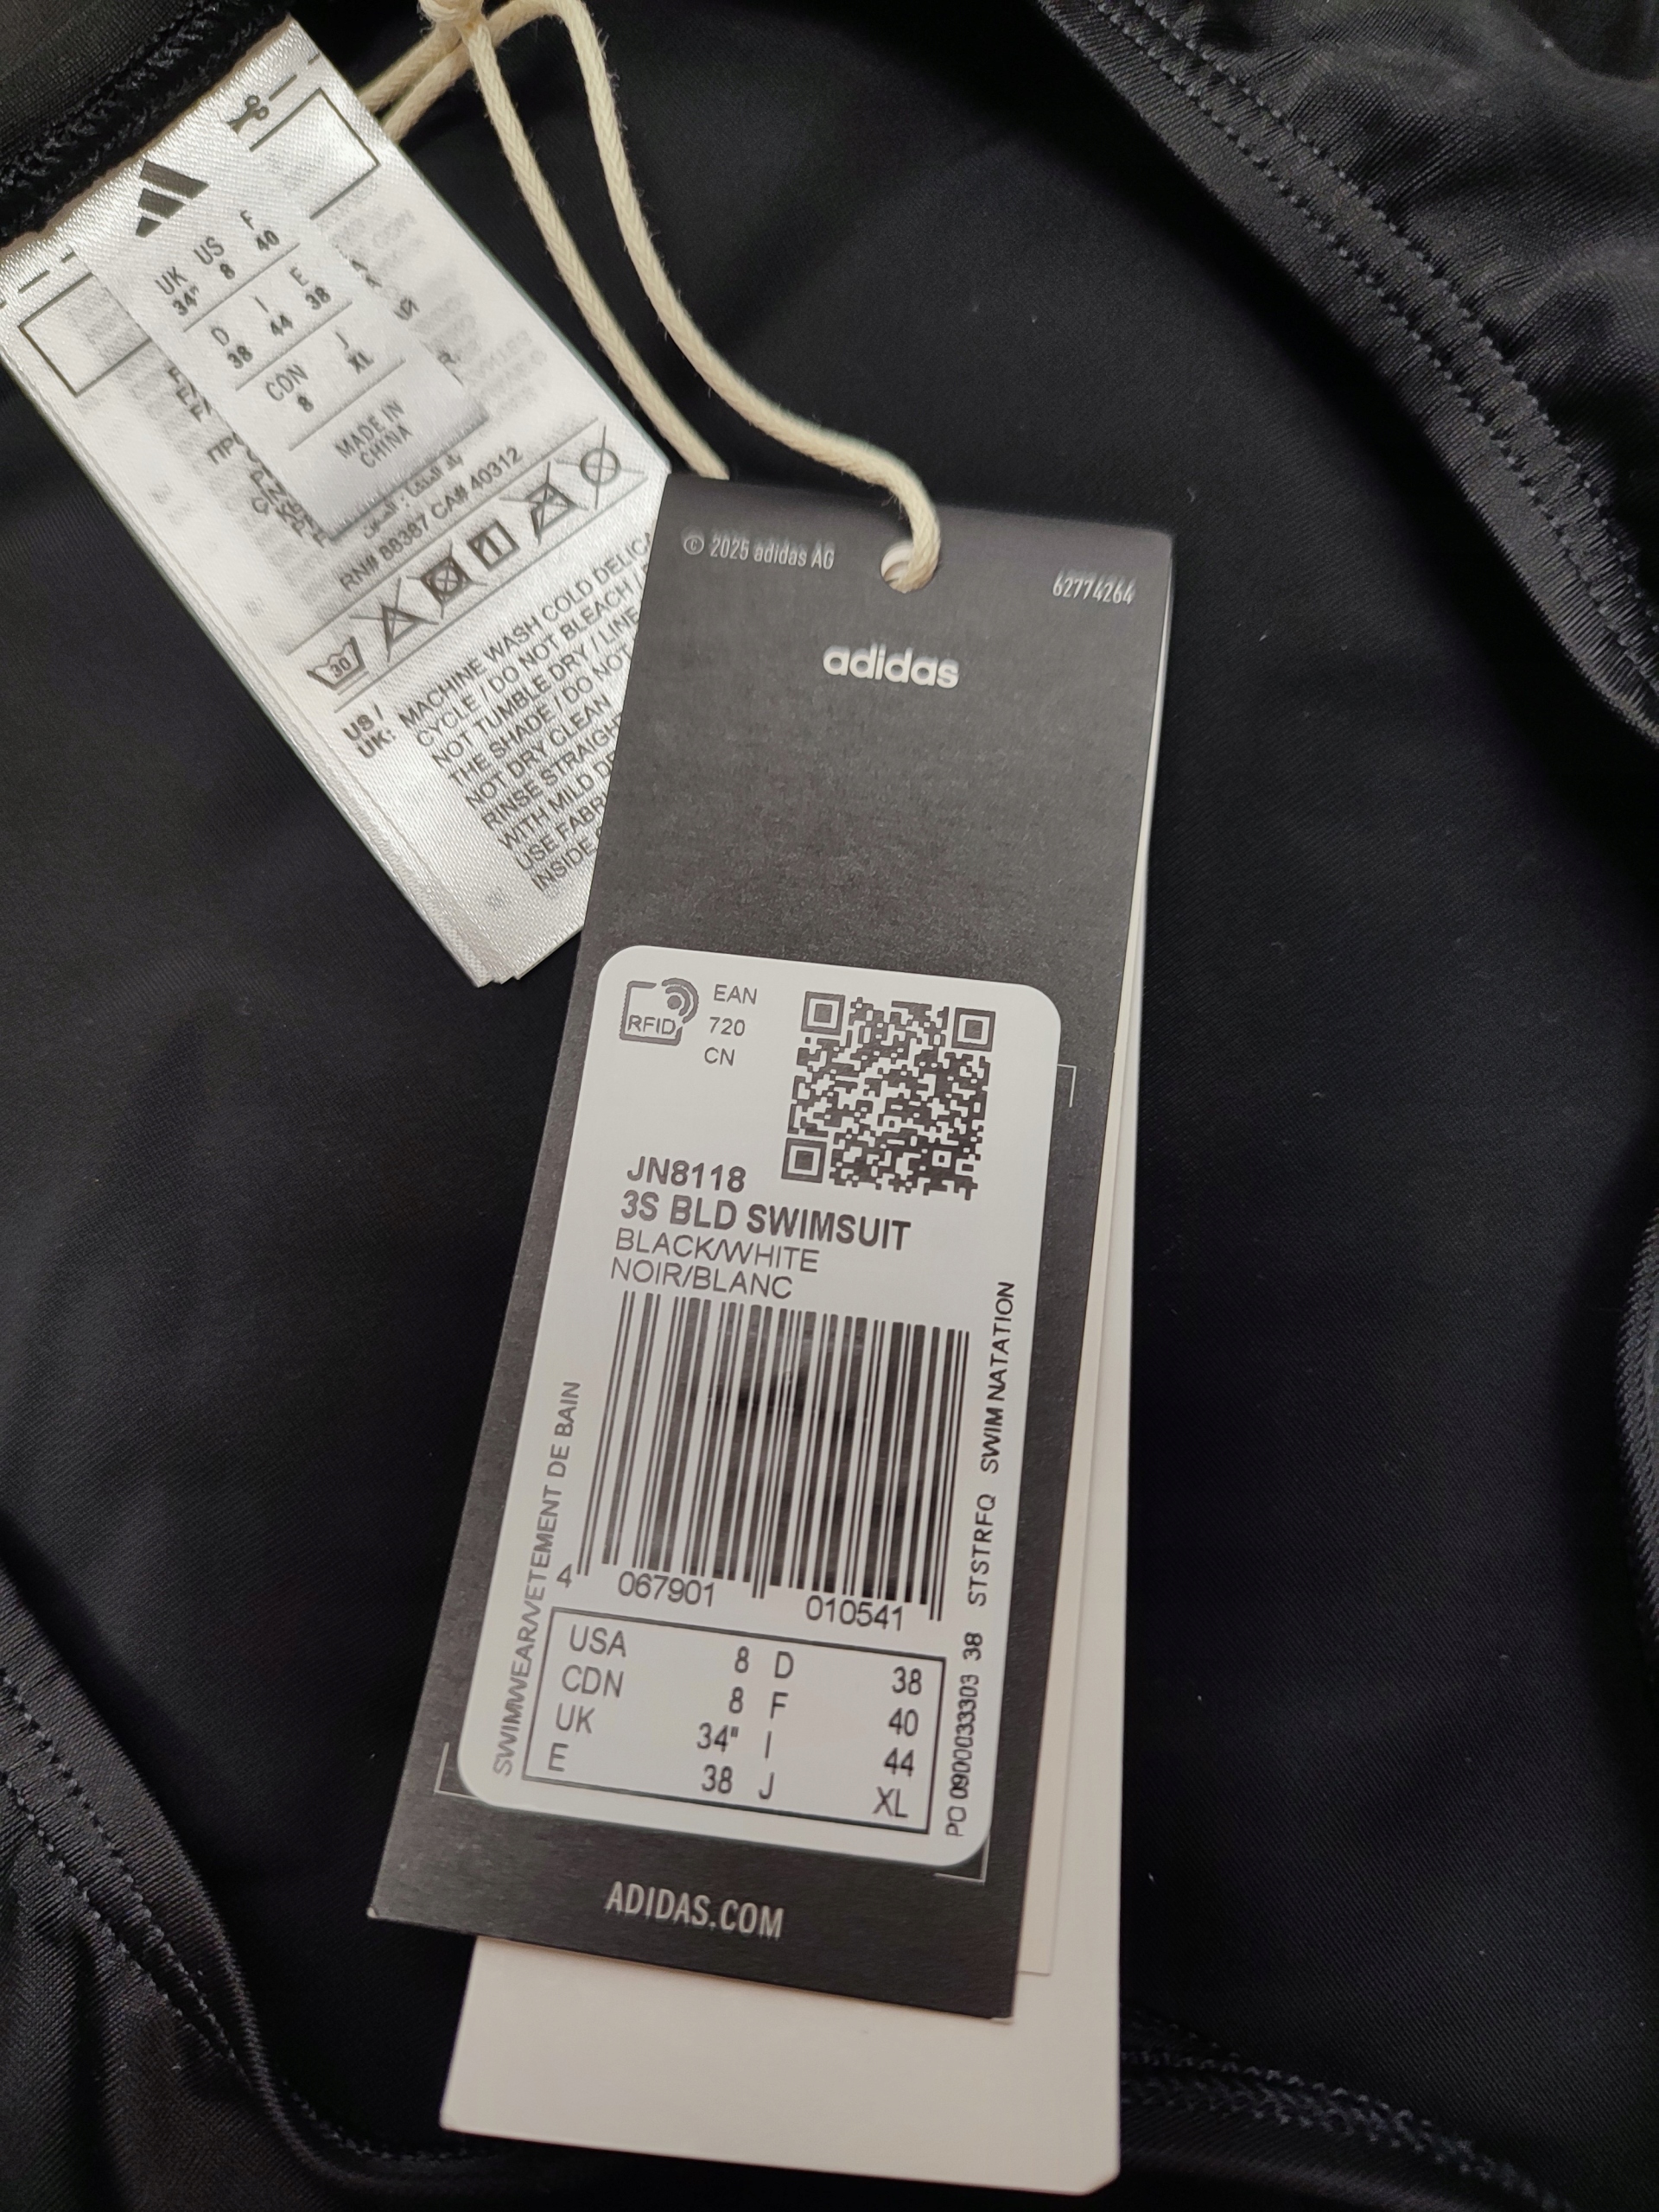 UK US F
34" 8 40
D I E
38 44 38
CDN J
8 XL
MADE IN
CHINA
RN# 88387 CA# 40312
30
1
US /
UK:
MACHINE WASH COLD DELICA
CYCLE / DO NOT BLEACH /
NOT TUMBLE DRY / LINE
THE SHADE / DO NOT
NOT DRY CLEAN
RINSE STRAIGHT
WITH MILD DE
USE FABRI
INSIDE
© 2025 adidas AG
62774264
adidas
RFID
EAN
720
CN
JN8118
3S BLD SWIMSUIT
BLACK/WHITE
NOIR/BLANC
4 067901 010541
SWIMWEAR/VETEMENT DE BAIN
PO 0900033303 38 STSTRFQ SWIM NATATION
USA 8 D 38
CDN 8 F 40
UK 34" I 44
E 38 J XL
ADIDAS.COM